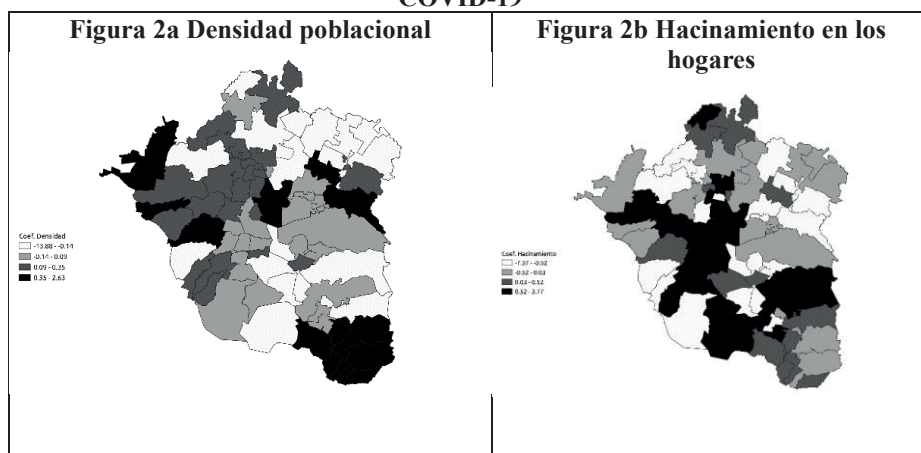 COVID-19
Figura 2a Densidad poblacional
Coef. Densidad
-13.88 - -0.14
-0.14 - 0.09
0.09 - 0.35
0.35 - 2.63
Figura 2b Hacinamiento en los
hogares
Coef. Hacinamiento
-7.37 - -0.52
-0.52 - 0.03
0.03 - 0.52
0.52 - 3.77